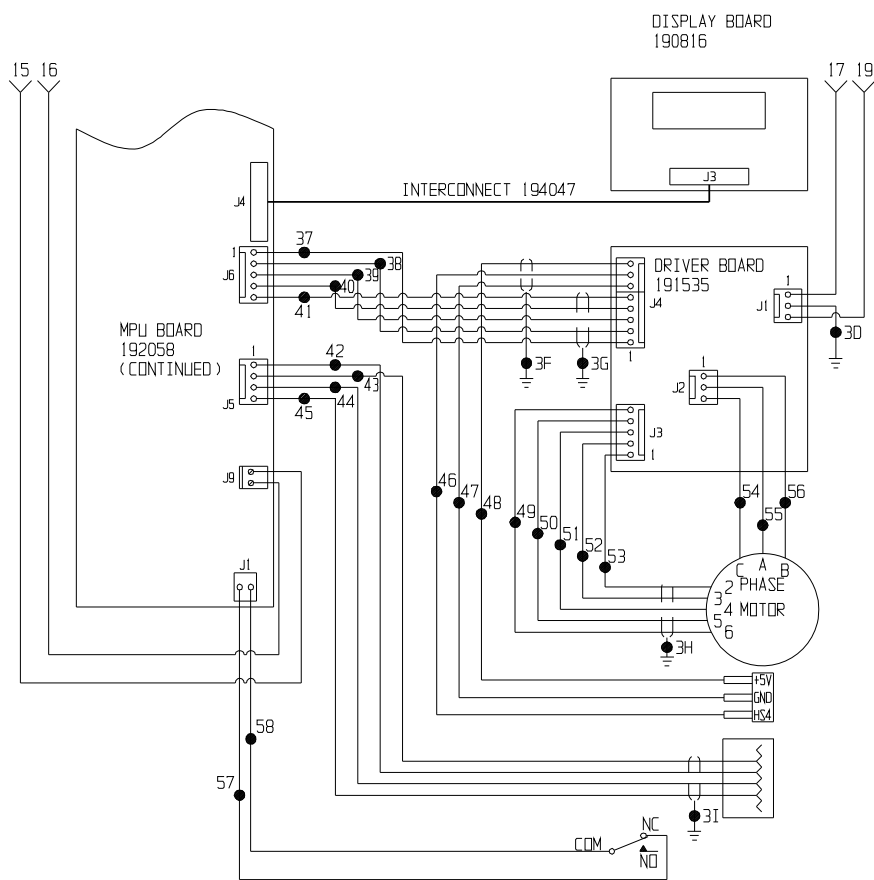 DISPLAY BOARD
190816
15 16
17 19
J3
INTERCONNECT 194047
J4
37
1
38
J6
39
40
41
DRIVER BOARD
191535
J4
1
1
J1
3D
MPU BOARD
192058
(CONTINUED)
3F
3G
42
1
43
44
J5
45
1
J2
J3
1
J9
46
47
48
49
50
51
52
53
54
55
56
J1
C A B
2 PHASE
3
4 MOTOR
5
6
3H
+5V
GND
HS4
58
57
3I
NC
COM
NO